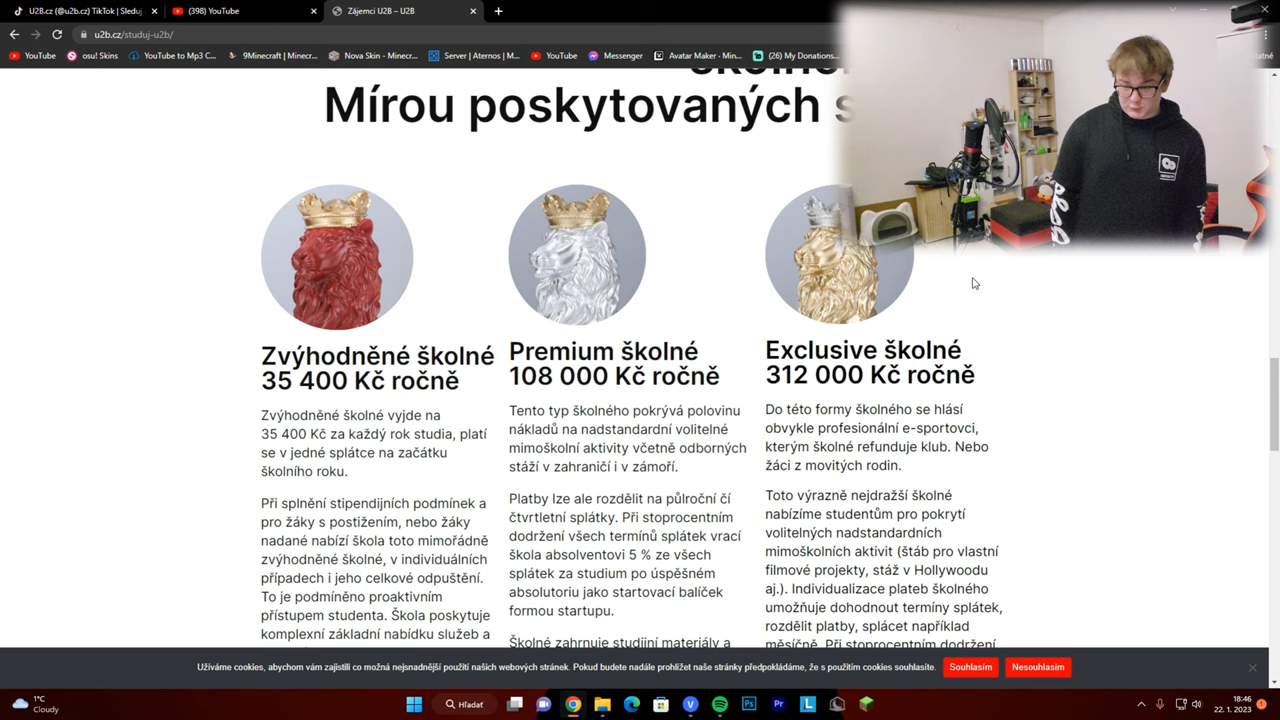 U2B.cz (@u2b.cz) TikTok | Sleduj
(398) YouTube
Zájemci U2B – U2B
u2b.cz/studuj-u2b/
YouTube
osu! Skins
YouTube to Mp3 C...
9Minecraft | Minecr...
Nova Skin - Minecr...
Server | Aternos | M...
YouTube
Messenger
Avatar Maker · Min...
(26) My Donations...
Mírou poskytovaných s
Zvýhodněné školné
35 400 Kč ročně
Zvýhodněné školné vyjde na
35 400 Kč za každý rok studia, platí
se v jedné splátce na začátku
školního roku.
Při splnění stipendijních podmínek a
pro žáky s postižením, nebo žáky
nadané nabízí škola toto mimořádně
zvýhodněné školné, v individuálních
případech i jeho celkové odpuštění.
To je podmíněno proaktivním
přístupem studenta. Škola poskytuje
komplexní základní nabídku služeb a
Premium školné
108 000 Kč ročně
Tento typ školného pokrývá polovinu
nákladů na nadstandardní volitelné
mimoškolní aktivity včetně odborných
stáží v zahraničí i v zámoří.
Platby lze ale rozdělit na půlroční čí
čtvrtletní splátky. Při stoprocentním
dodržení všech termínů splátek vrací
škola absolventovi 5 % ze všech
splátek za studium po úspěšném
absolutoriu jako startovací balíček
formou startupu.
Školné zahrnuje studijní materiály a
Exclusive školné
312 000 Kč ročně
Do této formy školného se hlásí
obvykle profesionální e-sportovci,
kterým školné refunduje klub. Nebo
žáci z movitých rodin.
Toto výrazně nejdražší školné
nabízíme studentům pro pokrytí
volitelných nadstandardních
mimoškolních aktivit (štáb pro vlastní
filmové projekty, stáž v Hollywoodu
aj.). Individualizace plateb školného
umožňuje dohodnout termíny splátek,
rozdělit platby, splácet například
měsíčně. Při stoprocentním dodržení
Užíváme cookies, abychom vám zajistili co možná nejsnadnější použití našich webových stránek. Pokud budete nadále prohlížet naše stránky předpokládáme, že s použitím cookies souhlasíte.
Souhlasím
Nesouhlasím
1°C
Cloudy
Hľadať
18:46
22. 1. 2023